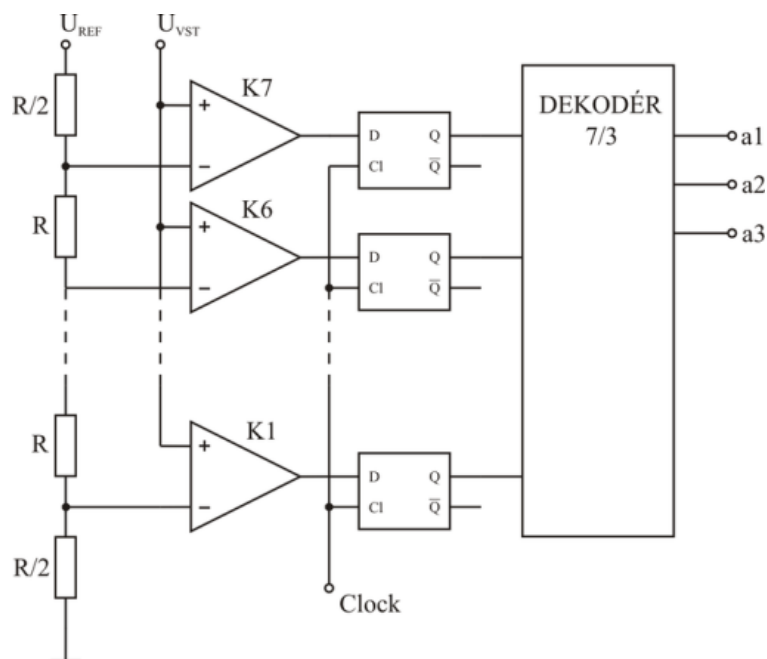 U_REF U_VST
R/2
K7
+
−
D Q
Cl Q̅
DEKODÉR
7/3
a1
a2
a3
R
K6
+
−
D Q
Cl Q̅
R
K1
+
−
D Q
Cl Q̅
R/2
Clock